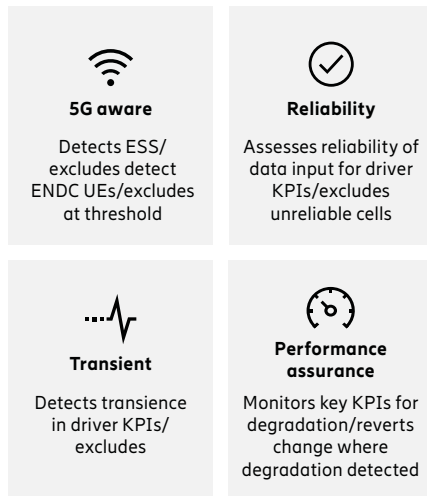 5G aware
Detects ESS/
excludes detect
ENDC UEs/excludes
at threshold
Reliability
Assesses reliability of
data input for driver
KPIs/excludes
unreliable cells
Transient
Detects transience
in driver KPIs/
excludes
Performance
assurance
Monitors key KPIs for
degradation/reverts
change where
degradation detected